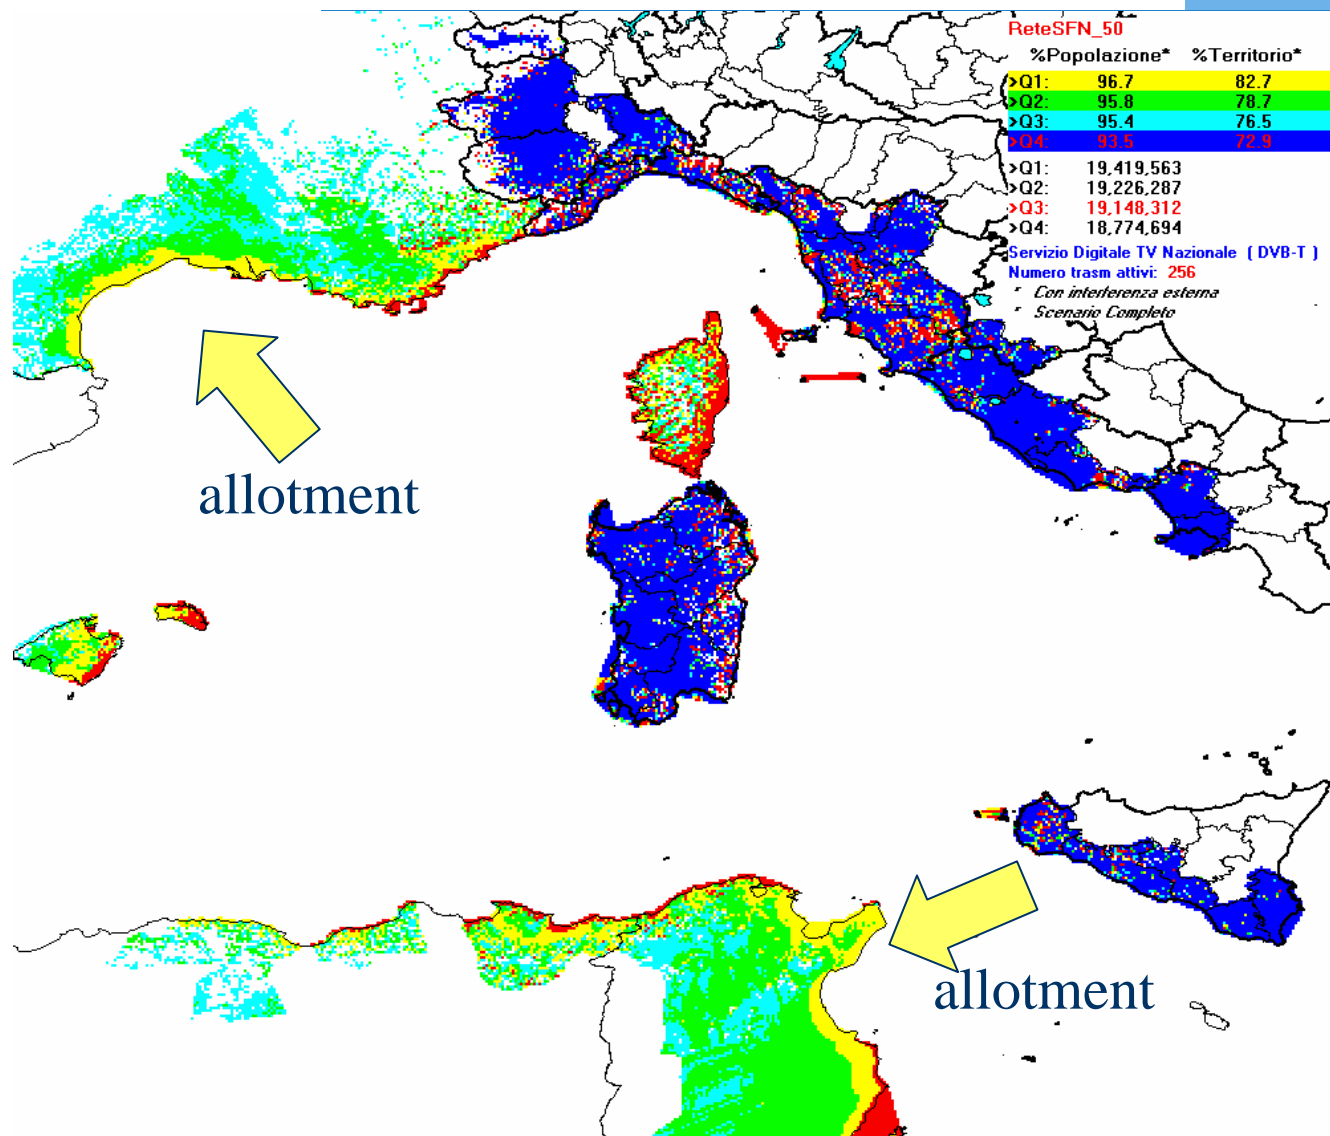 ReteSFN_50
%Popolazione* %Territorio*
>Q1: 96.7 82.7
>Q2: 95.8 78.7
>Q3: 95.4 76.5
>Q4: 93.5 72.9
>Q1: 19,419,563
>Q2: 19,226,287
>Q3: 19,148,312
>Q4: 18,774,694
Servizio Digitale TV Nazionale ( DVB-T )
Numero trasm attivi: 256
* Con interferenza esterna
* Scenario Completo
allotment
allotment